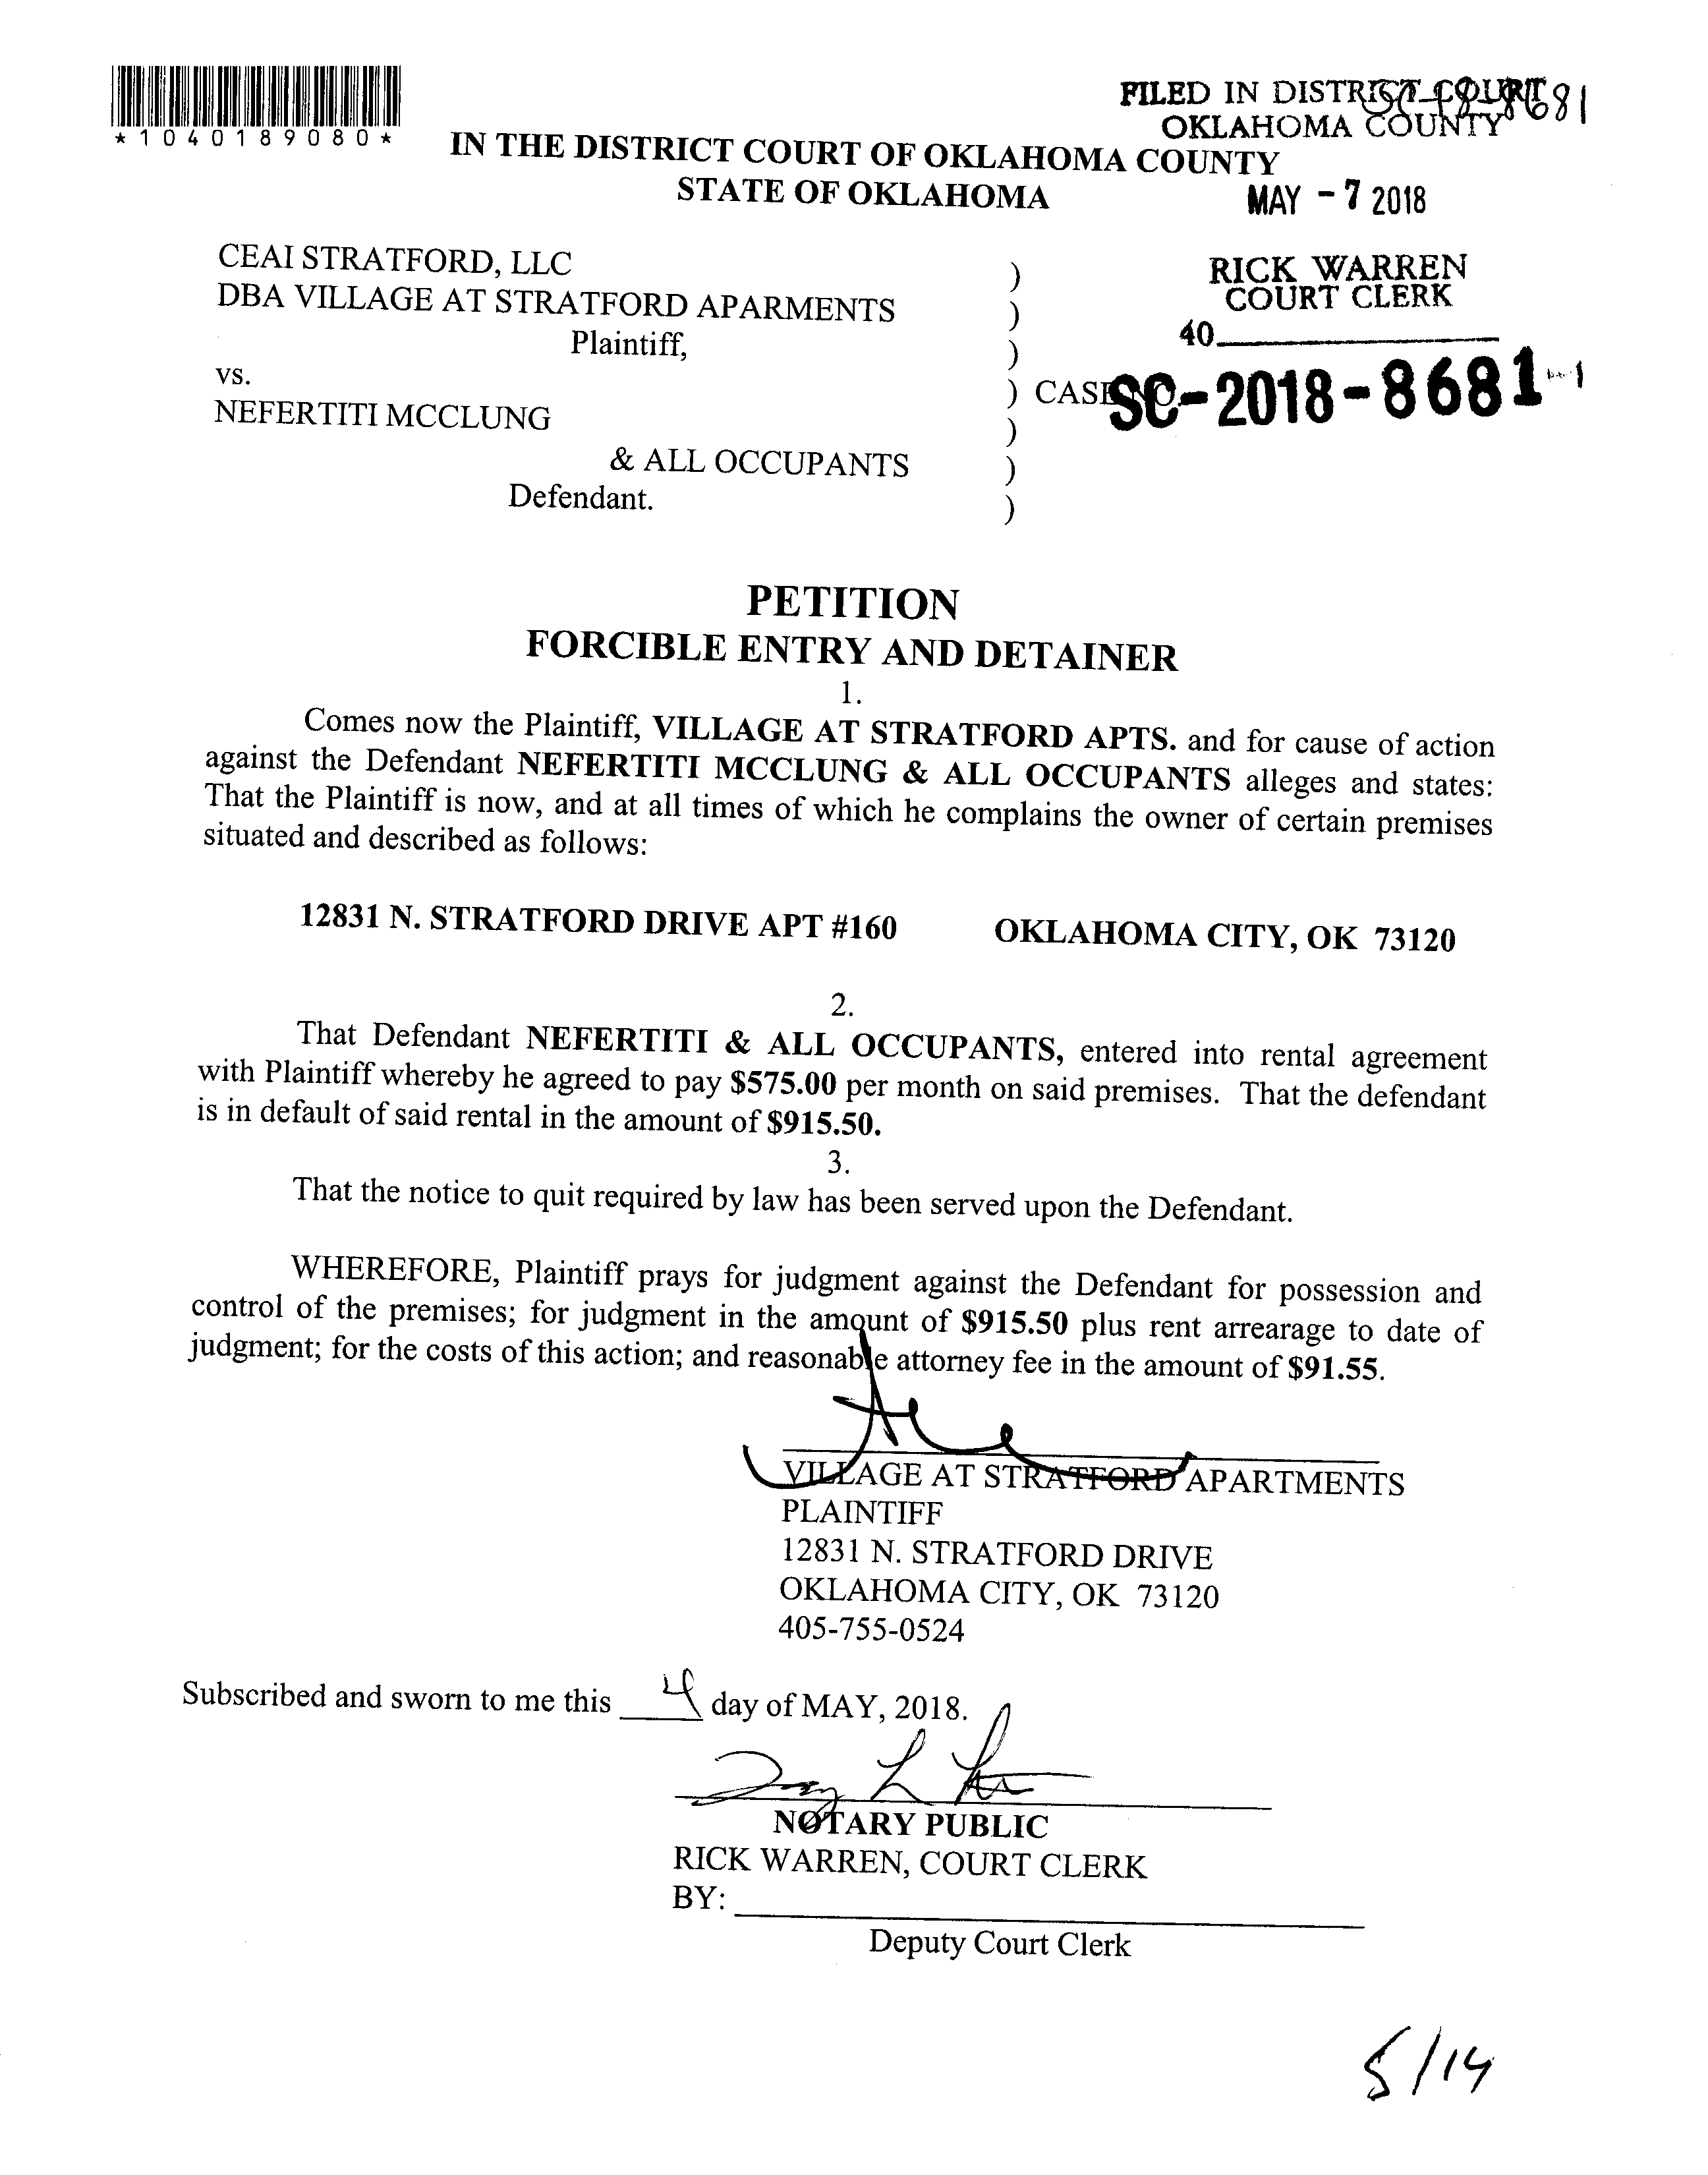 FILED IN DISTRICT COURT
OKLAHOMA COUNTY
*1040189080*
IN THE DISTRICT COURT OF OKLAHOMA COUNTY
STATE OF OKLAHOMA
MAY - 7 2018
CEAI STRATFORD, LLC )
DBA VILLAGE AT STRATFORD APARMENTS )
Plaintiff, )
RICK WARREN
COURT CLERK
40
vs.
) CASE NO. SC-2018-8681
NEFERTITI MCCLUNG )
& ALL OCCUPANTS )
Defendant. )
PETITION
FORCIBLE ENTRY AND DETAINER
1.
Comes now the Plaintiff, VILLAGE AT STRATFORD APTS. and for cause of action
against the Defendant NEFERTITI MCCLUNG & ALL OCCUPANTS alleges and states:
That the Plaintiff is now, and at all times of which he complains the owner of certain premises
situated and described as follows:
12831 N. STRATFORD DRIVE APT #160 OKLAHOMA CITY, OK 73120
2.
That Defendant NEFERTITI & ALL OCCUPANTS, entered into rental agreement
with Plaintiff whereby he agreed to pay $575.00 per month on said premises. That the defendant
is in default of said rental in the amount of $915.50.
3.
That the notice to quit required by law has been served upon the Defendant.
WHEREFORE, Plaintiff prays for judgment against the Defendant for possession and
control of the premises; for judgment in the amount of $915.50 plus rent arrearage to date of
judgment; for the costs of this action; and reasonable attorney fee in the amount of $91.55.
VILLAGE AT STRATFORD APARTMENTS
PLAINTIFF
12831 N. STRATFORD DRIVE
OKLAHOMA CITY, OK 73120
405-755-0524
Subscribed and sworn to me this 4 day of MAY, 2018.
NOTARY PUBLIC
RICK WARREN, COURT CLERK
BY:
Deputy Court Clerk
5/14